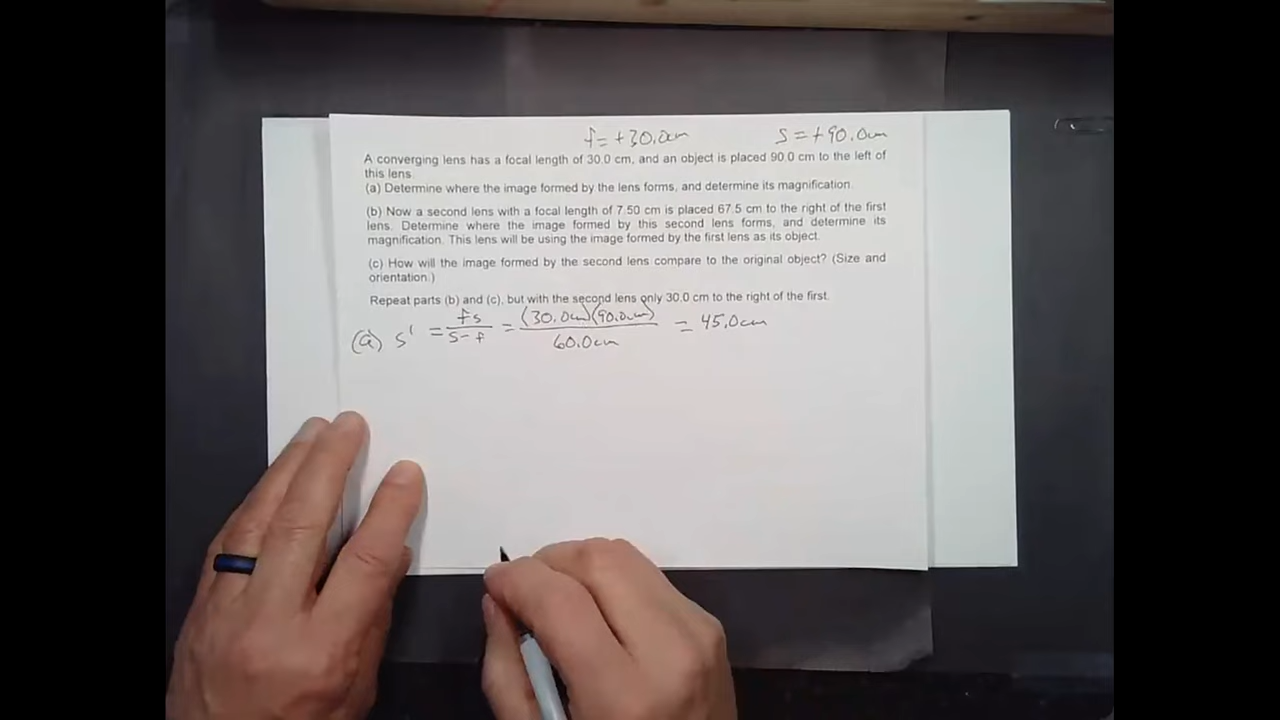 f = +30.0cm s = +90.0cm
A converging lens has a focal length of 30.0 cm, and an object is placed 90.0 cm to the left of
this lens.
(a) Determine where the image formed by the lens forms, and determine its magnification.
(b) Now a second lens with a focal length of 7.50 cm is placed 67.5 cm to the right of the first
lens. Determine where the image formed by this second lens forms, and determine its
magnification. This lens will be using the image formed by the first lens as its object.
(c) How will the image formed by the second lens compare to the original object? (Size and
orientation.)
Repeat parts (b) and (c), but with the second lens only 30.0 cm to the right of the first.
(a) s' = fs / s-f = (30.0cm)(90.0cm) / 60.0cm = 45.0cm